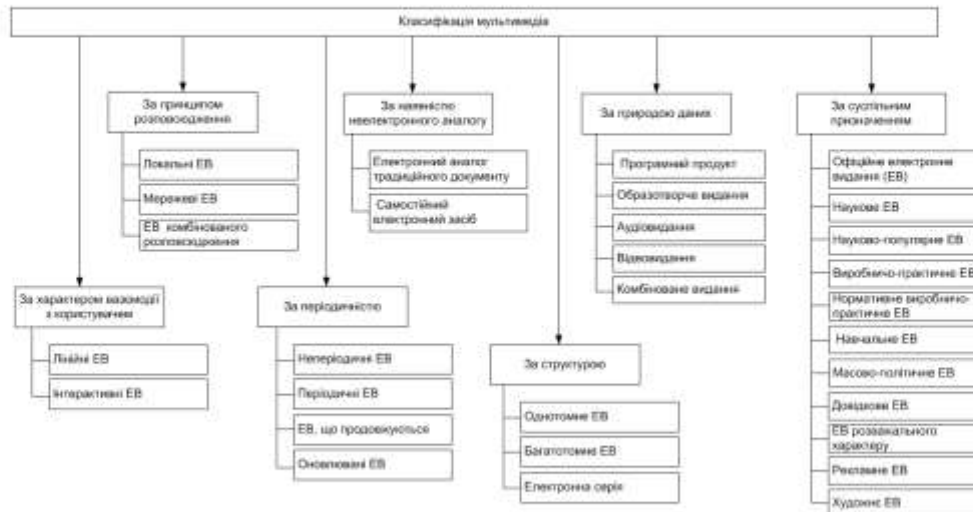 Класифікація мультимедів
За принципом
розповсюдження
Локальні ЕВ
Мережеві ЕВ
ЕВ комбінованого
розповсюдження
За наявністю
неелектронного аналогу
Електронний аналог
традиційного документу
Самостійний
електронний засіб
За природою даних
Програмний продукт
Образотворче видання
Аудіовидання
Відеовидання
Комбіноване видання
За суспільним
призначенням
Офіційне електронне
видання (ЕВ)
Наукове ЕВ
Науково-популярне ЕВ
Виробничо-практичне ЕВ
Нормативне виробничо-
практичне ЕВ
Навчальне ЕВ
Масово-політичне ЕВ
Довідкове ЕВ
ЕВ розважального
характеру
Рекламне ЕВ
Художнє ЕВ
За характером
з користувачем
Лінійні ЕВ
Інтерактивні ЕВ
За періодичністю
Неперіодичні ЕВ
Періодичні ЕВ
ЕВ, що продовжуються
Оновлювані ЕВ
За структурою
Однотомне ЕВ
Багатотомне ЕВ
Електронна серія